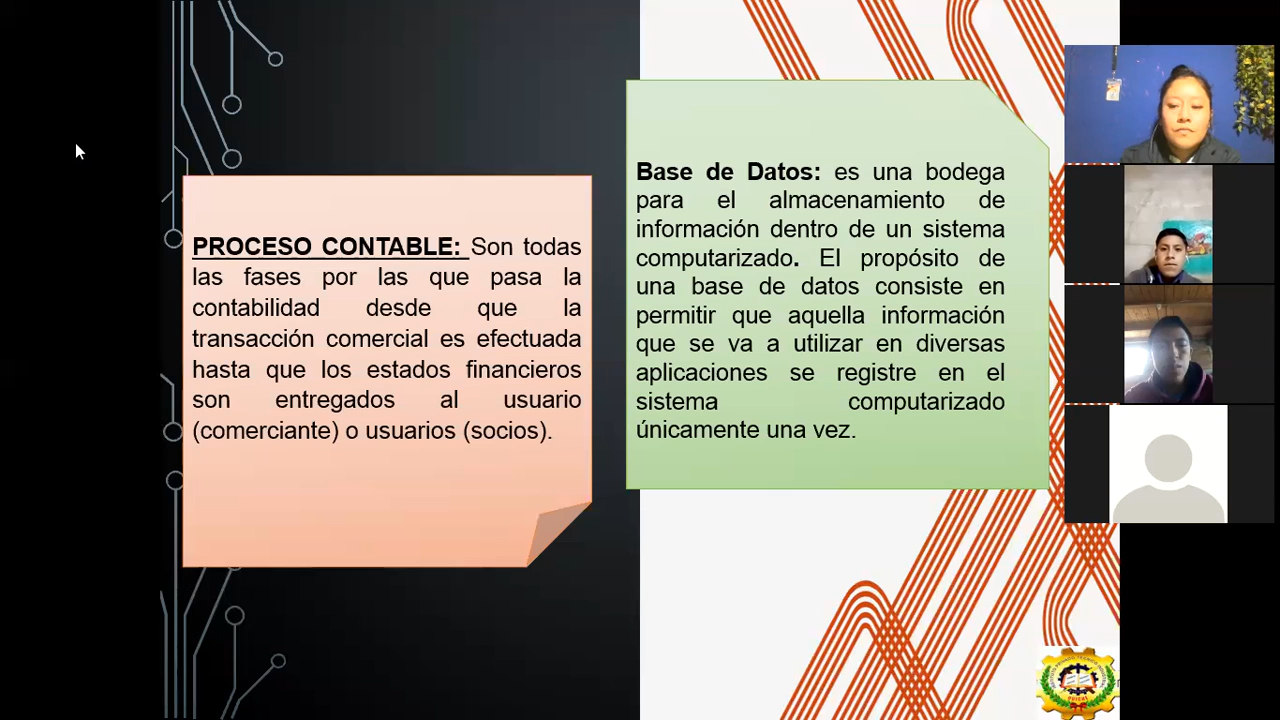 PROCESO CONTABLE: Son todas
las fases por las que pasa la
contabilidad desde que la
transacción comercial es efectuada
hasta que los estados financieros
son entregados al usuario
(comerciante) o usuarios (socios).
Base de Datos: es una bodega
para el almacenamiento de
información dentro de un sistema
computarizado. El propósito de
una base de datos consiste en
permitir que aquella información
que se va a utilizar en diversas
aplicaciones se registre en el
sistema computarizado
únicamente una vez.